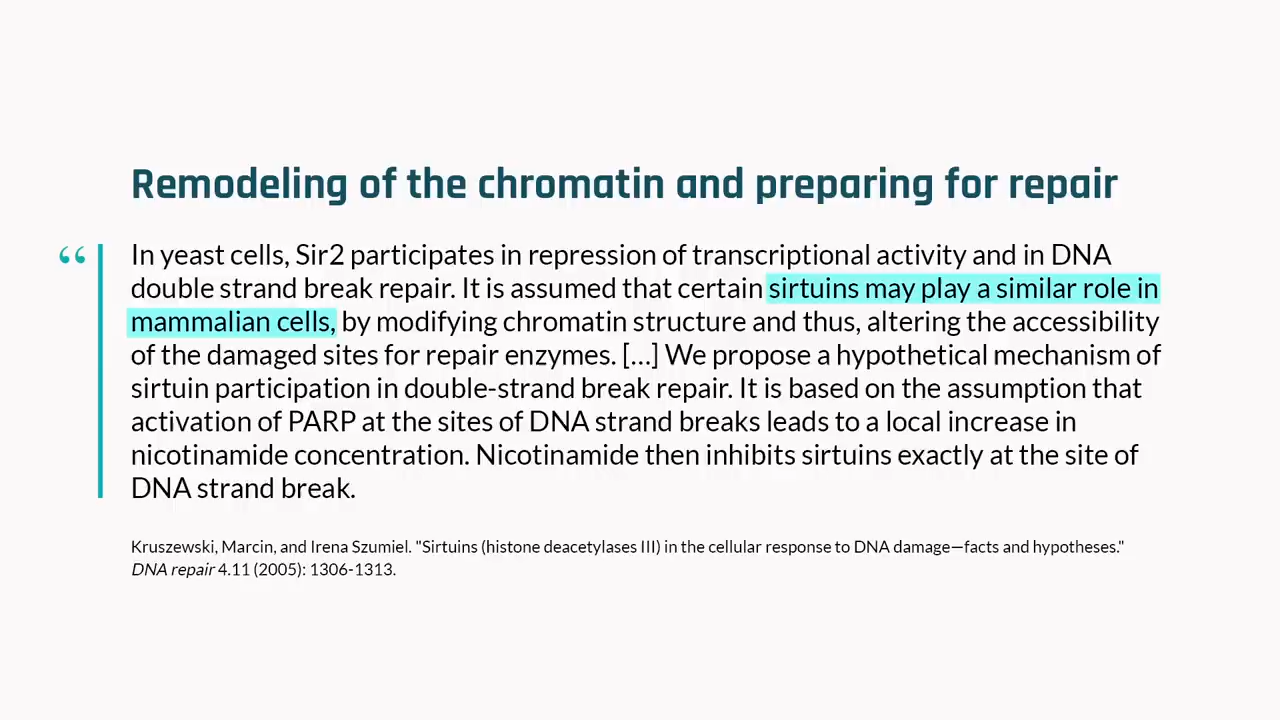 Remodeling of the chromatin and preparing for repair
“
In yeast cells, Sir2 participates in repression of transcriptional activity and in DNA
double strand break repair. It is assumed that certain sirtuins may play a similar role in
mammalian cells, by modifying chromatin structure and thus, altering the accessibility
of the damaged sites for repair enzymes. […] We propose a hypothetical mechanism of
sirtuin participation in double-strand break repair. It is based on the assumption that
activation of PARP at the sites of DNA strand breaks leads to a local increase in
nicotinamide concentration. Nicotinamide then inhibits sirtuins exactly at the site of
DNA strand break.
Kruszewski, Marcin, and Irena Szumiel. "Sirtuins (histone deacetylases III) in the cellular response to DNA damage—facts and hypotheses."
DNA repair 4.11 (2005): 1306-1313.